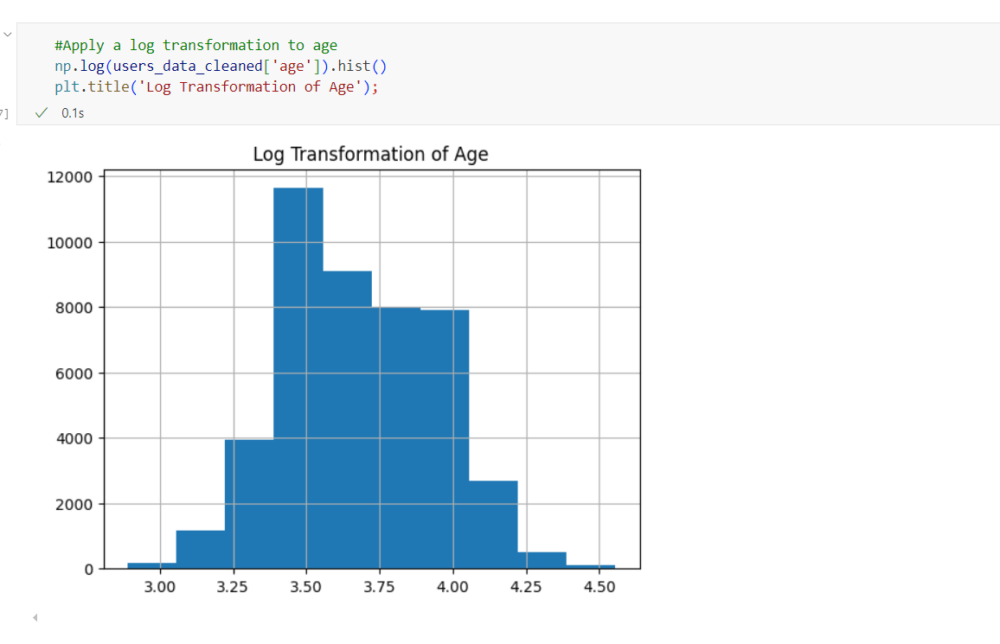 #Apply a log transformation to age
np.log(users_data_cleaned['age']).hist()
plt.title('Log Transformation of Age');
7]
0.1s
Log Transformation of Age
12000
10000
8000
6000
4000
2000
0
3.00 3.25 3.50 3.75 4.00 4.25 4.50